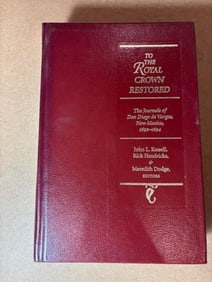 TO
THE
ROYAL
CROWN
RESTORED
The Journals of
Don Diego de Vargas,
New Mexico,
1692–1694
John L. Kessell,
Rick Hendricks,
&
Meredith Dodge,
EDITORS